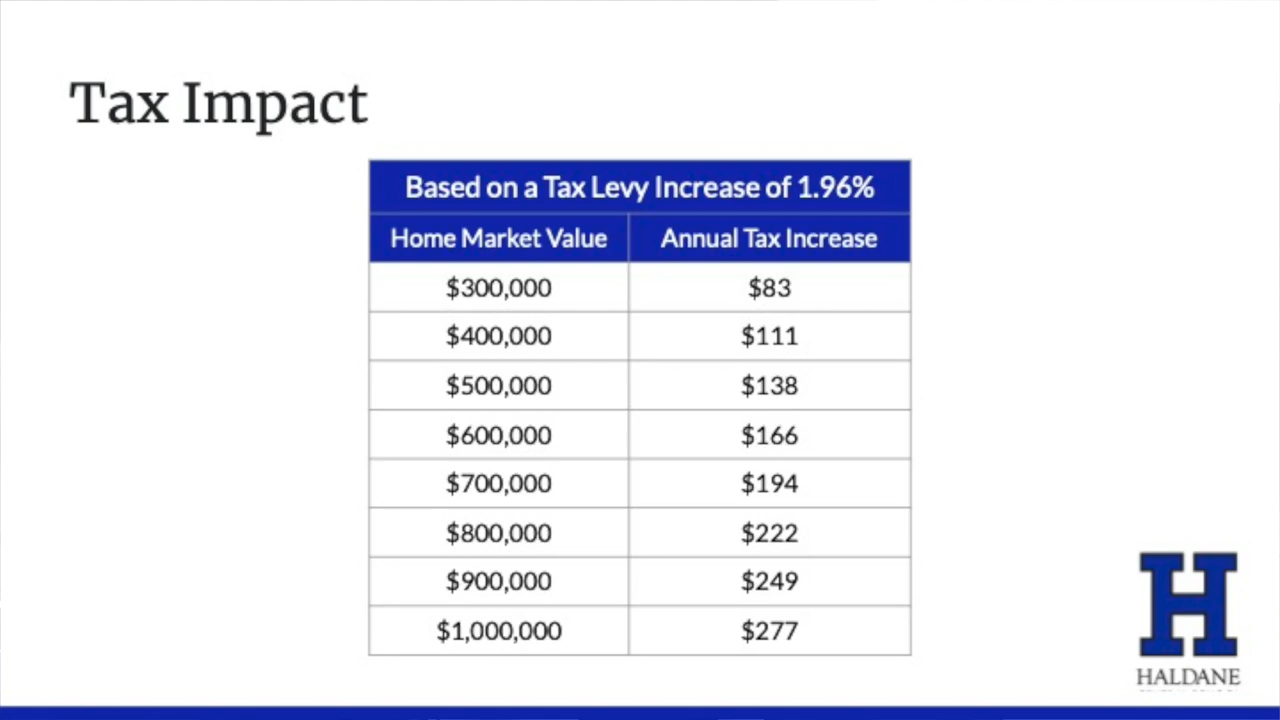 Tax Impact
Based on a Tax Levy Increase of 1.96%
Home Market Value Annual Tax Increase
$300,000 $83
$400,000 $111
$500,000 $138
$600,000 $166
$700,000 $194
$800,000 $222
$900,000 $249
$1,000,000 $277
H
HALDANE